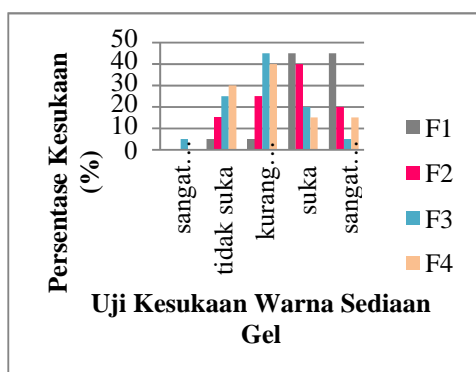 Persentase Kesukaan
(%)
50
40
30
20
10
0
sangat…
tidak suka
kurang…
suka
sangat…
F1
F2
F3
F4
Uji Kesukaan Warna Sediaan
Gel